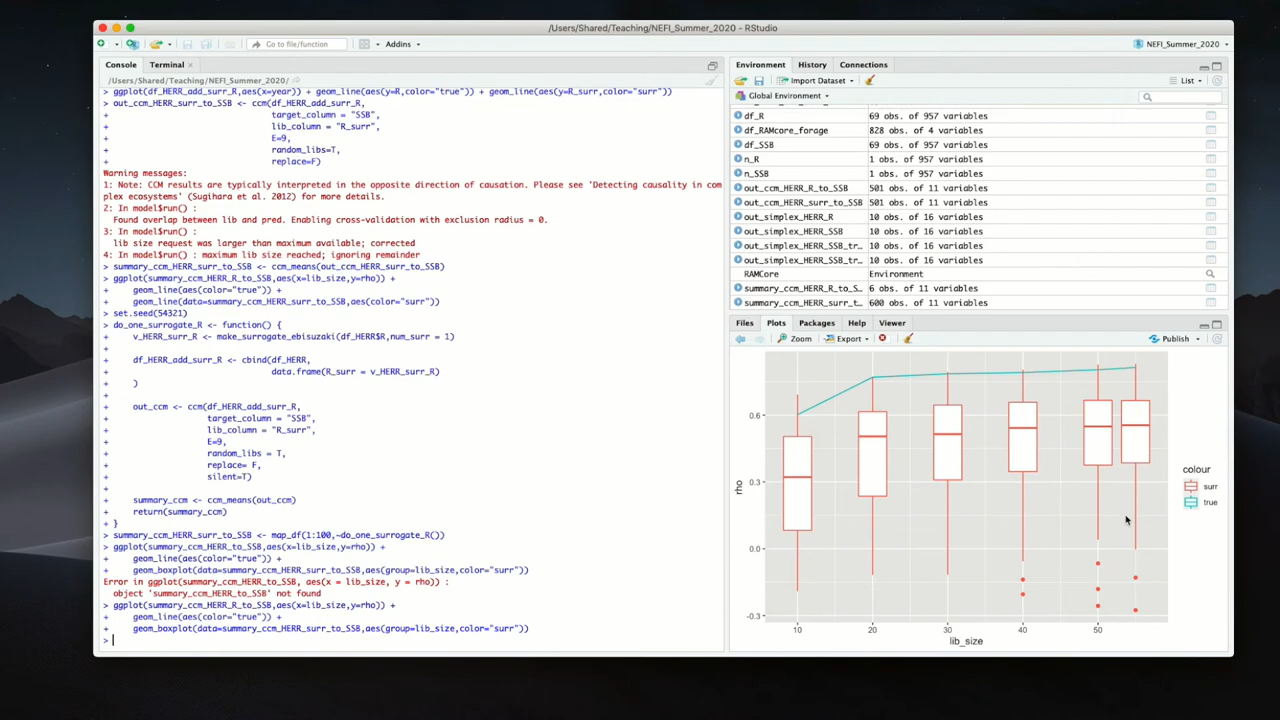 /Users/Shared/Teaching/NEFI_Summer_2020 - RStudio
Go to file/function
Addins
NEFI_Summer_2020
Console
Terminal
/Users/Shared/Teaching/NEFI_Summer_2020/
> ggplot(df_HERR_add_surr_R,aes(x=year)) + geom_line(aes(y=R,color="true")) + geom_line(aes(y=R_surr,color="surr"))
> out_ccm_HERR_surr_to_SSB <- ccm(df_HERR_add_surr_R,
+ target_column = "SSB",
+ lib_column = "R_surr",
+ E=9,
+ random_libs=T,
+ replace=F)
Warning messages:
1: Note: CCM results are typically interpreted in the opposite direction of causation. Please see 'Detecting causality in com
plex ecosystems' (Sugihara et al. 2012) for more details.
2: In model$run() :
Found overlap between lib and pred. Enabling cross-validation with exclusion radius = 0.
3: In model$run() :
lib size request was larger than maximum available; corrected
4: In model$run() : maximum lib size reached; ignoring remainder
> summary_ccm_HERR_surr_to_SSB <- ccm_means(out_ccm_HERR_surr_to_SSB)
> ggplot(summary_ccm_HERR_R_to_SSB,aes(x=lib_size,y=rho)) +
+ geom_line(aes(color="true")) +
+ geom_line(data=summary_ccm_HERR_surr_to_SSB,aes(color="surr"))
> set.seed(54321)
> do_one_surrogate_R <- function() {
+ v_HERR_surr_R <- make_surrogate_ebisuzaki(df_HERR$R,num_surr = 1)
+
+ df_HERR_add_surr_R <- cbind(df_HERR,
+ data.frame(R_surr = v_HERR_surr_R)
+ )
+
+ out_ccm <- ccm(df_HERR_add_surr_R,
+ target_column = "SSB",
+ lib_column = "R_surr",
+ E=9,
+ random_libs = T,
+ replace= F,
+ silent=T)
+
+ summary_ccm <- ccm_means(out_ccm)
+ return(summary_ccm)
+ }
> summary_ccm_HERR_surr_to_SSB <- map_df(1:100,~do_one_surrogate_R())
> ggplot(summary_ccm_HERR_to_SSB,aes(x=lib_size,y=rho)) +
+ geom_line(aes(color="true")) +
+ geom_boxplot(data=summary_ccm_HERR_surr_to_SSB,aes(group=lib_size,color="surr"))
Error in ggplot(summary_ccm_HERR_to_SSB, aes(x = lib_size, y = rho)) :
object 'summary_ccm_HERR_to_SSB' not found
> ggplot(summary_ccm_HERR_R_to_SSB,aes(x=lib_size,y=rho)) +
+ geom_line(aes(color="true")) +
+ geom_boxplot(data=summary_ccm_HERR_surr_to_SSB,aes(group=lib_size,color="surr"))
>
Environment
History
Connections
Import Dataset
List
Global Environment
df_R 69 obs. of 957 variables
df_RAMcore_forage 828 obs. of 4 variables
df_SSB 69 obs. of 957 variables
n_R 1 obs. of 957 variables
n_SSB 1 obs. of 957 variables
out_ccm_HERR_R_to_SSB 501 obs. of 11 variables
out_ccm_HERR_surr_to_SSB 501 obs. of 11 variables
out_simplex_HERR_R 10 obs. of 16 variables
out_simplex_HERR_SSB 10 obs. of 16 variables
out_simplex_HERR_SSB_tr… 10 obs. of 16 variables
out_simplex_HERR_SSB_to… 10 obs. of 16 variables
RAMCore Environment
summary_ccm_HERR_R_to_S… 6 obs. of 11 variables
summary_ccm_HERR_surr_t… 600 obs. of 11 variables
Files
Plots
Packages
Help
Viewer
Zoom
Export
Publish
0.6
0.3
0.0
-0.3
rho
10
20
30
40
50
lib_size
colour
surr
true